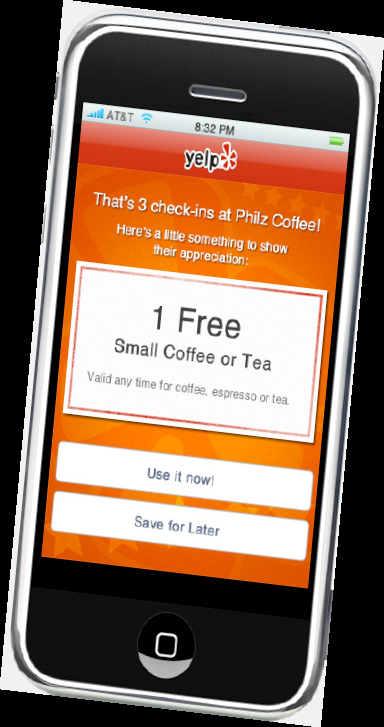 AT&T
8:32 PM
yelp
That's 3 check-ins at Philz Coffee!
Here's a little something to show
their appreciation:
1 Free
Small Coffee or Tea
Valid any time for coffee, espresso or tea.
Use it now!
Save for Later